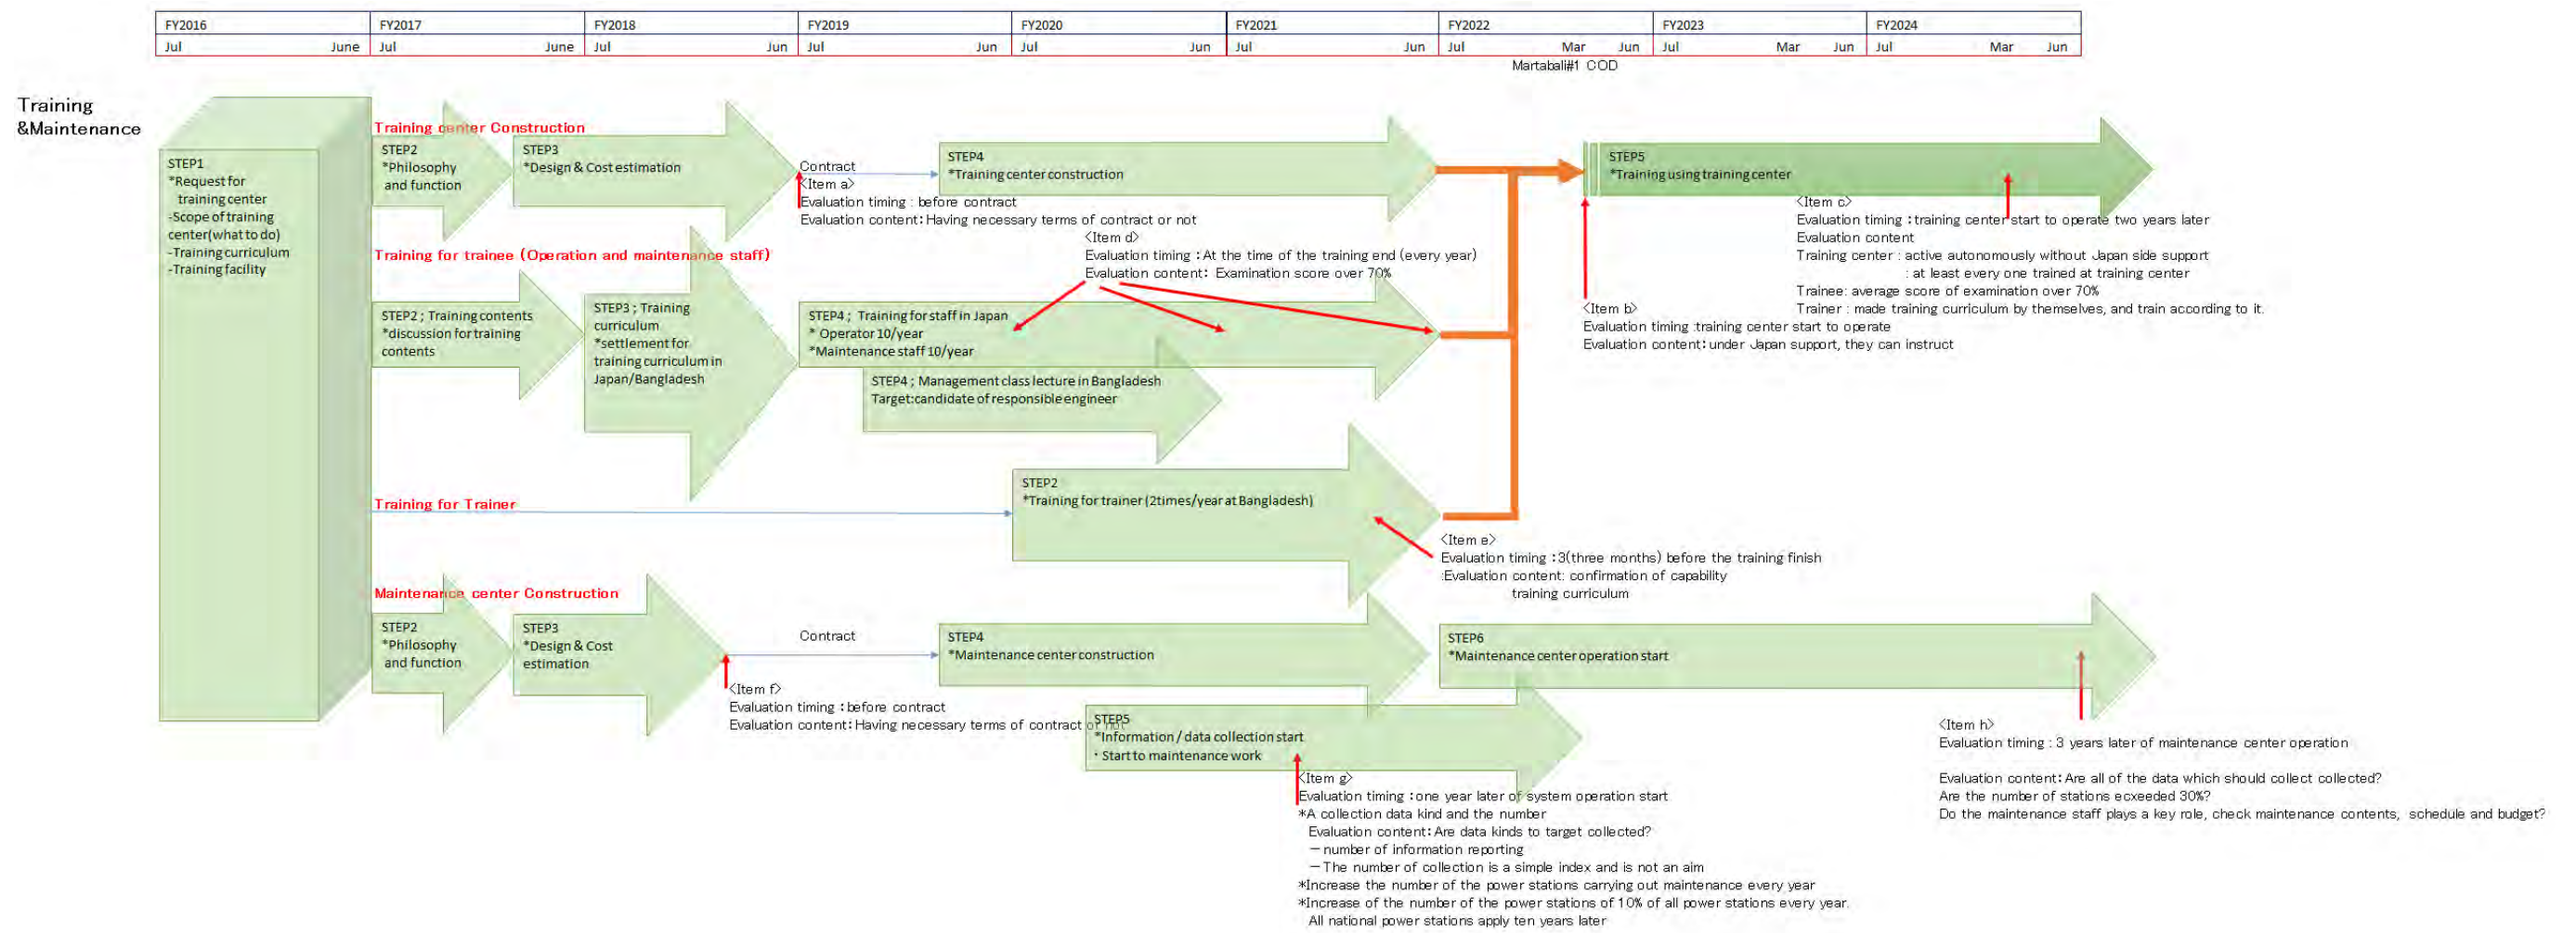 FY2016 FY2017 FY2018 FY2019 FY2020 FY2021 FY2022 FY2023 FY2024
Jul June Jul June Jul Jun Jul Jun Jul Jun Jul Jun Jul Mar Jun Jul Mar Jun Jul Mar Jun
Martabali#1 COD
Training
&Maintenance
STEP1
*Request for
training center
-Scope of training
center(what to do)
-Training curriculum
-Training facility
Training center Construction
STEP2
*Philosophy
and function
STEP3
*Design & Cost estimation
Contract
<Item a>
Evaluation timing : before contract
Evaluation content:Having necessary terms of contract or not
STEP4
*Training center construction
STEP5
*Training using training center
<Item c>
Evaluation timing :training center start to operate two years later
Evaluation content
Training center : active autonomously without Japan side support
: at least every one trained at training center
Trainee: average score of examination over 70%
Trainer : made training curriculum by themselves, and train according to it.
<Item b>
Evaluation timing :training center start to operate
Evaluation content:under Japan support, they can instruct
Training for trainee (Operation and maintenance staff)
<Item d>
Evaluation timing :At the time of the training end (every year)
Evaluation content: Examination score over 70%
STEP2 ; Training contents
*discussion for training
contents
STEP3 ; Training
curriculum
*settlement for
training curriculum in
Japan/Bangladesh
STEP4 ; Training for staff in Japan
* Operator 10/year
*Maintenance staff 10/year
STEP4 ; Management class lecture in Bangladesh
Target:candidate of responsible engineer
Training for Trainer
STEP2
*Training for trainer (2times/year at Bangladesh)
<Item e>
Evaluation timing :3(three months) before the training finish
:Evaluation content: confirmation of capability
training curriculum
Maintenance center Construction
STEP2
*Philosophy
and function
STEP3
*Design & Cost
estimation
Contract
<Item f>
Evaluation timing :before contract
Evaluation content:Having necessary terms of contract or not
STEP4
*Maintenance center construction
STEP5
*Information / data collection start
・Start to maintenance work
STEP6
*Maintenance center operation start
<Item g>
Evaluation timing :one year later of system operation start
*A collection data kind and the number
Evaluation content:Are data kinds to target collected?
－number of information reporting
－The number of collection is a simple index and is not an aim
*Increase the number of the power stations carrying out maintenance every year
*Increase of the number of the power stations of 10% of all power stations every year.
All national power stations apply ten years later
<Item h>
Evaluation timing : 3 years later of maintenance center operation
Evaluation content:Are all of the data which should collect collected?
Are the number of stations ecxeeded 30%?
Do the maintenance staff plays a key role, check maintenance contents, schedule and budget?